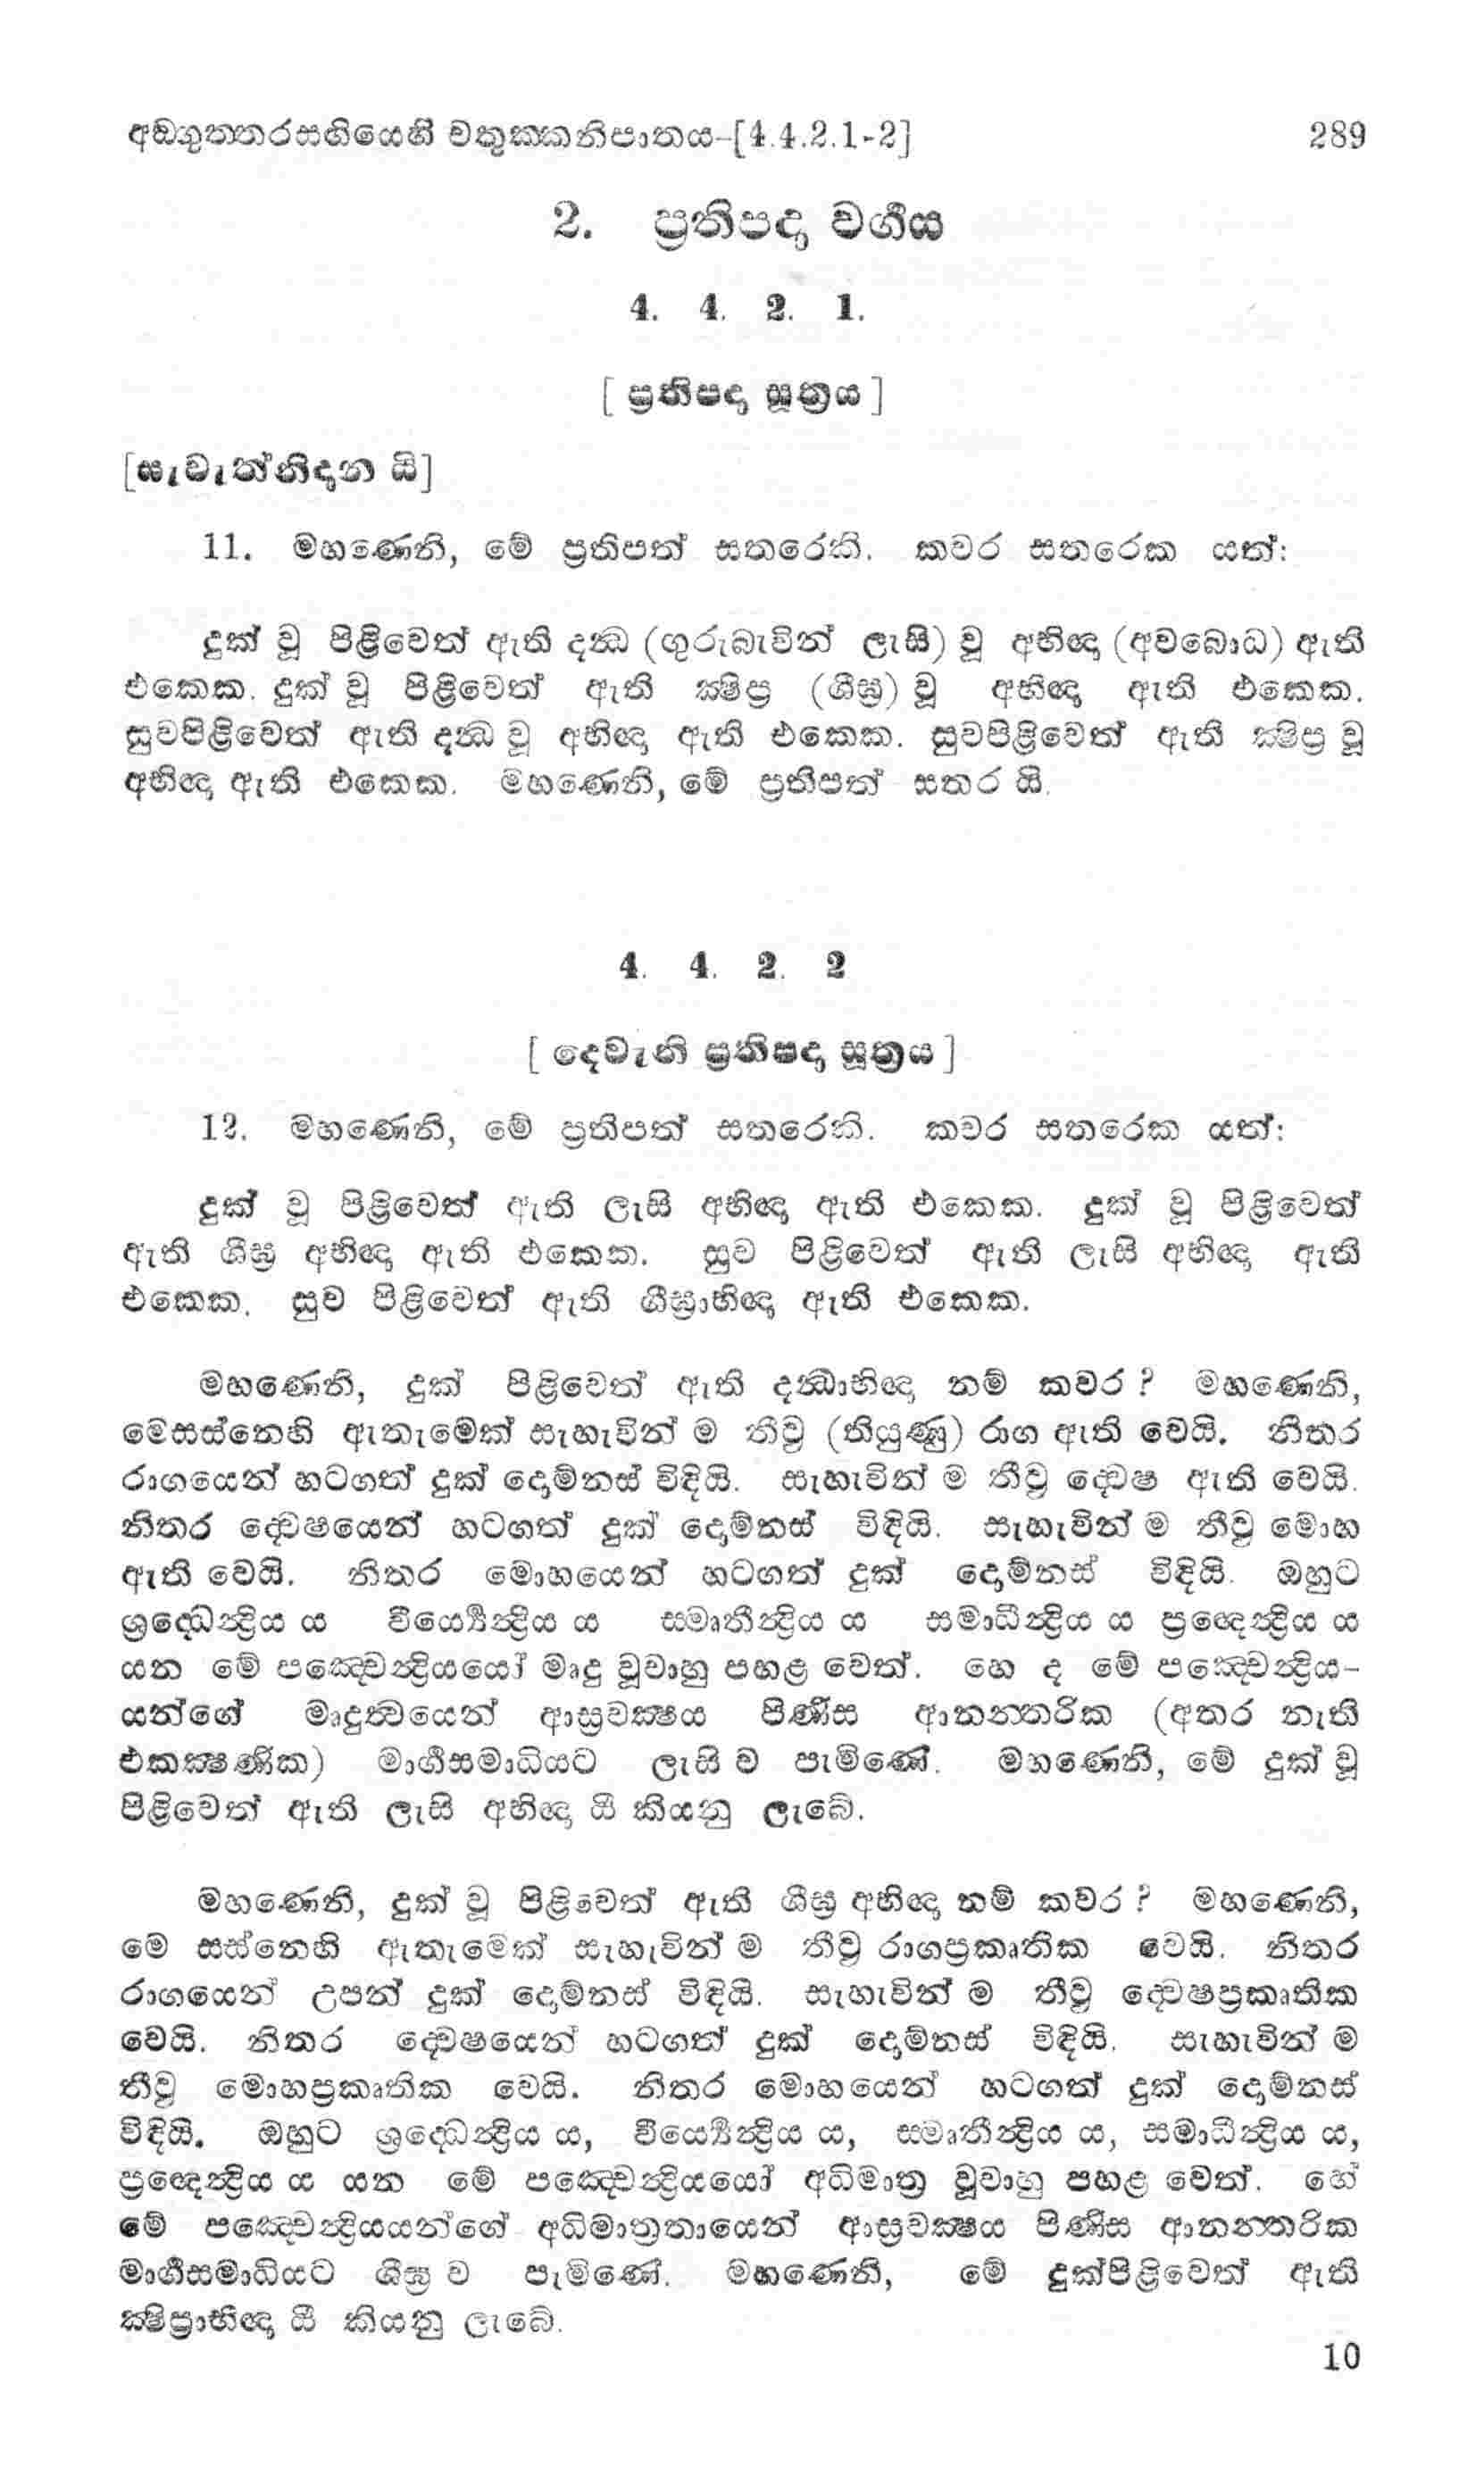 අඞ්ගුත්තරසඟියෙහි චතුක්කනිපාතය-[4.4.2.1-2] 289
2. ප්‍රතිපදා වර්ගය
4. 4. 2. 1.
[ ප්‍රතිපදා සූත්‍රය ]
[සැවැත්නිදාන යි]
11. මහණෙනි, මේ ප්‍රතිපත් සතරෙකි. කවර සතරෙක යත්:
දුක් වූ පිළිවෙත් ඇති දන්ධ (ගුරුබැවින් ලැසි) වූ අභිඥා (අවබොධ) ඇති
එකෙක. දුක් වූ පිළිවෙත් ඇති ක්‍ෂිප්‍ර (ශීඝ්‍ර) වූ අභිඥා ඇති එකෙක.
සුවපිළිවෙත් ඇති දන්ධ වූ අභිඥා ඇති එකෙක. සුවපිළිවෙත් ඇති ක්‍ෂිප්‍ර වූ
අභිඥා ඇති එකෙක. මහණෙනි, මේ ප්‍රතිපත් සතර යි.
4. 4. 2. 2
[ දෙවැනි ප්‍රතිපදා සූත්‍රය ]
12. මහණෙනි, මේ ප්‍රතිපත් සතරෙකි. කවර සතරෙක යත්:
දුක් වූ පිළිවෙත් ඇති ලැසි අභිඥා ඇති එකෙක. දුක් වූ පිළිවෙත්
ඇති ශීඝ්‍ර අභිඥා ඇති එකෙක. සුව පිළිවෙත් ඇති ලැසි අභිඥා ඇති
එකෙක. සුව පිළිවෙත් ඇති ශීඝ්‍රාභිඥා ඇති එකෙක.
මහණෙනි, දුක් පිළිවෙත් ඇති දන්ධාභිඥා නම් කවර ? මහණෙනි,
මෙසස්නෙහි ඇතැමෙක් සැහැවින් ම තීව්‍ර (තියුණු) රාග ඇති වෙයි. නිතර
රාගයෙන් හටගත් දුක් දොම්නස් විඳියි. සැහැවින් ම තීව්‍ර ද්වෙෂ ඇති වෙයි.
නිතර ද්වෙෂයෙන් හටගත් දුක් දොම්නස් විඳියි. සැහැවින් ම තීව්‍ර මොහ
ඇති වෙයි. නිතර මොහයෙන් හටගත් දුක් දොම්නස් විඳියි. ඔහුට
ශ්‍රද්ධෙන්ද්‍රිය ය වීර්ය්‍යෙන්ද්‍රිය ය ස්මෘතීන්ද්‍රිය ය සමාධීන්ද්‍රිය ය ප්‍රඥෙන්ද්‍රිය ය
යන මේ පඤ්චෙන්ද්‍රියයෝ මෘදු වූවාහු පහළ වෙත්. හෙ ද මේ පඤ්චෙන්ද්‍රිය-
යන්ගේ මෘදුත්වයෙන් ආස්‍රවක්‍ෂය පිණිස ආනන්තරික (අතර නැති
එකක්‍ෂණික) මාර්ගසමාධියට ලැසි ව පැමිණේ. මහණෙනි, මේ දුක් වූ
පිළිවෙත් ඇති ලැසි අභිඥා යී කියනු ලැබේ.
මහණෙනි, දුක් වූ පිළිවෙත් ඇති ශීඝ්‍ර අභිඥා නම් කවර ? මහණෙනි,
මෙ සස්නෙහි ඇතැමෙක් සැහැවින් ම තීව්‍ර රාගප්‍රකෘතික වෙයි. නිතර
රාගයෙන් උපන් දුක් දොම්නස් විඳියි. සැහැවින් ම තීව්‍ර ද්වෙෂප්‍රකෘතික
වෙයි. නිතර ද්වෙෂයෙන් හටගත් දුක් දොම්නස් විඳියි. සැහැවින් ම
තීව්‍ර මොහප්‍රකෘතික වෙයි. නිතර මොහයෙන් හටගත් දුක් දොම්නස්
විඳියි. ඔහුට ශ්‍රද්ධෙන්ද්‍රිය ය, වීර්ය්‍යෙන්ද්‍රිය ය, ස්මෘතීන්ද්‍රිය ය, සමාධීන්ද්‍රිය ය,
ප්‍රඥෙන්ද්‍රිය ය යන මේ පඤ්චෙන්ද්‍රියයෝ අධිමාත්‍ර වූවාහු පහළ වෙත්. හේ
මේ පඤ්චෙන්ද්‍රියයන්ගේ අධිමාත්‍රතායෙන් ආස්‍රවක්‍ෂය පිණිස ආනන්තරික
මාර්ගසමාධියට ශීඝ්‍ර ව පැමිණේ. මහණෙනි, මේ දුක්පිළිවෙත් ඇති
ක්‍ෂිප්‍රාභිඥා යී කියනු ලැබේ.
10